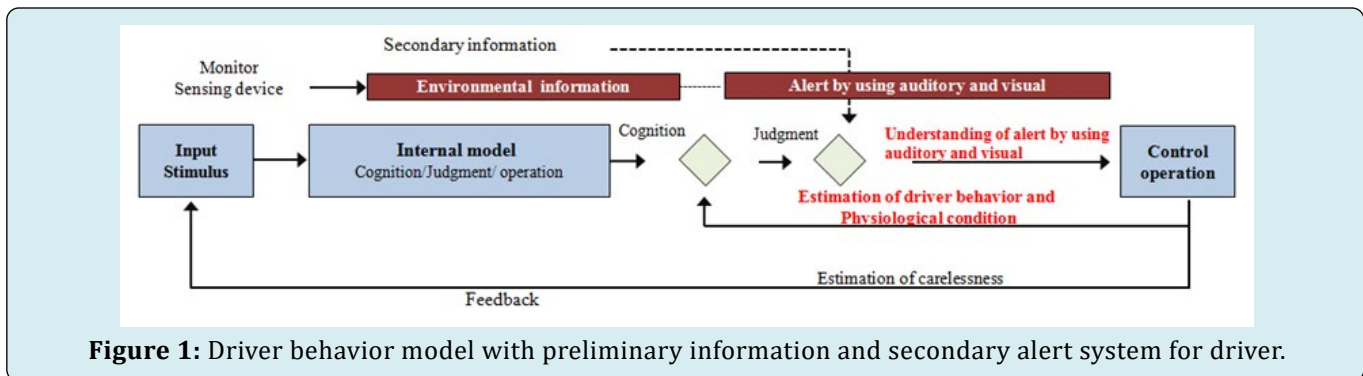 Secondary information
Monitor
Sensing device
Environmental information
Alert by using auditory and visual
Input
Stimulus
Internal model
Cognition/Judgment/ operation
Cognition
Judgment
Understanding of alert by using
auditory and visual
Control
operation
Estimation of driver behavior and
Physiological condition
Estimation of carelessness
Feedback
Figure 1: Driver behavior model with preliminary information and secondary alert system for driver.